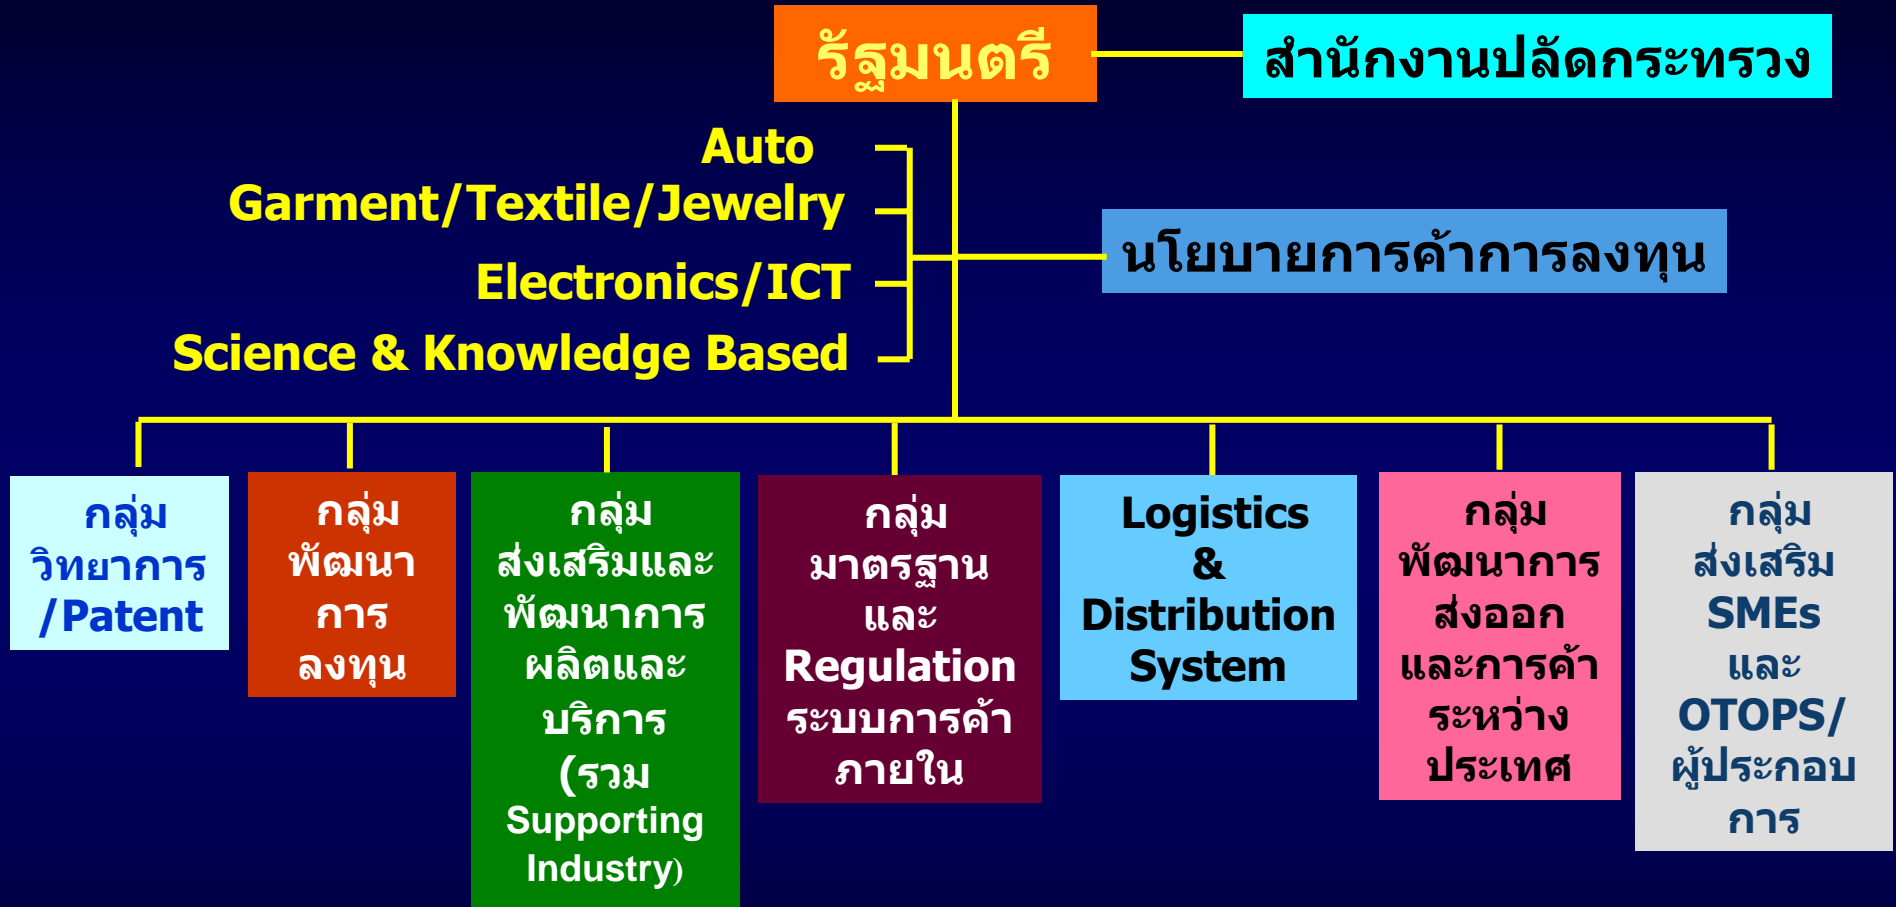 รัฐมนตรี
สำนักงานปลัดกระทรวง
Auto
Garment/Textile/Jewelry
Electronics/ICT
Science & Knowledge Based
นโยบายการค้าการลงทุน
กลุ่ม
วิทยาการ
/Patent
กลุ่ม
พัฒนา
การ
ลงทุน
กลุ่ม
ส่งเสริมและ
พัฒนาการ
ผลิตและ
บริการ
(รวม
Supporting
Industry)
กลุ่ม
มาตรฐาน
และ
Regulation
ระบบการค้า
ภายใน
Logistics
&
Distribution
System
กลุ่ม
พัฒนาการ
ส่งออก
และการค้า
ระหว่าง
ประเทศ
กลุ่ม
ส่งเสริม
SMEs
และ
OTOPS/
ผู้ประกอบ
การ